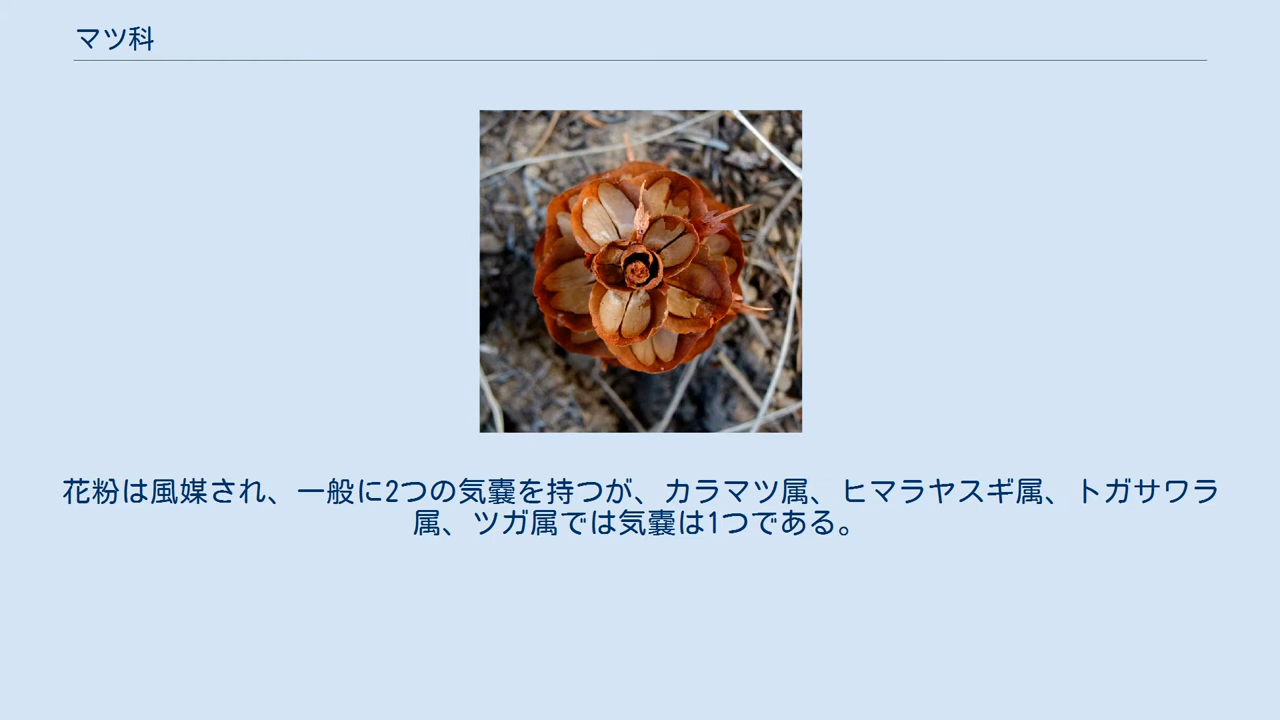 マツ科
花粉は風媒され、一般に2つの気嚢を持つが、カラマツ属、ヒマラヤスギ属、トガサワラ
属、ツガ属では気嚢は1つである。